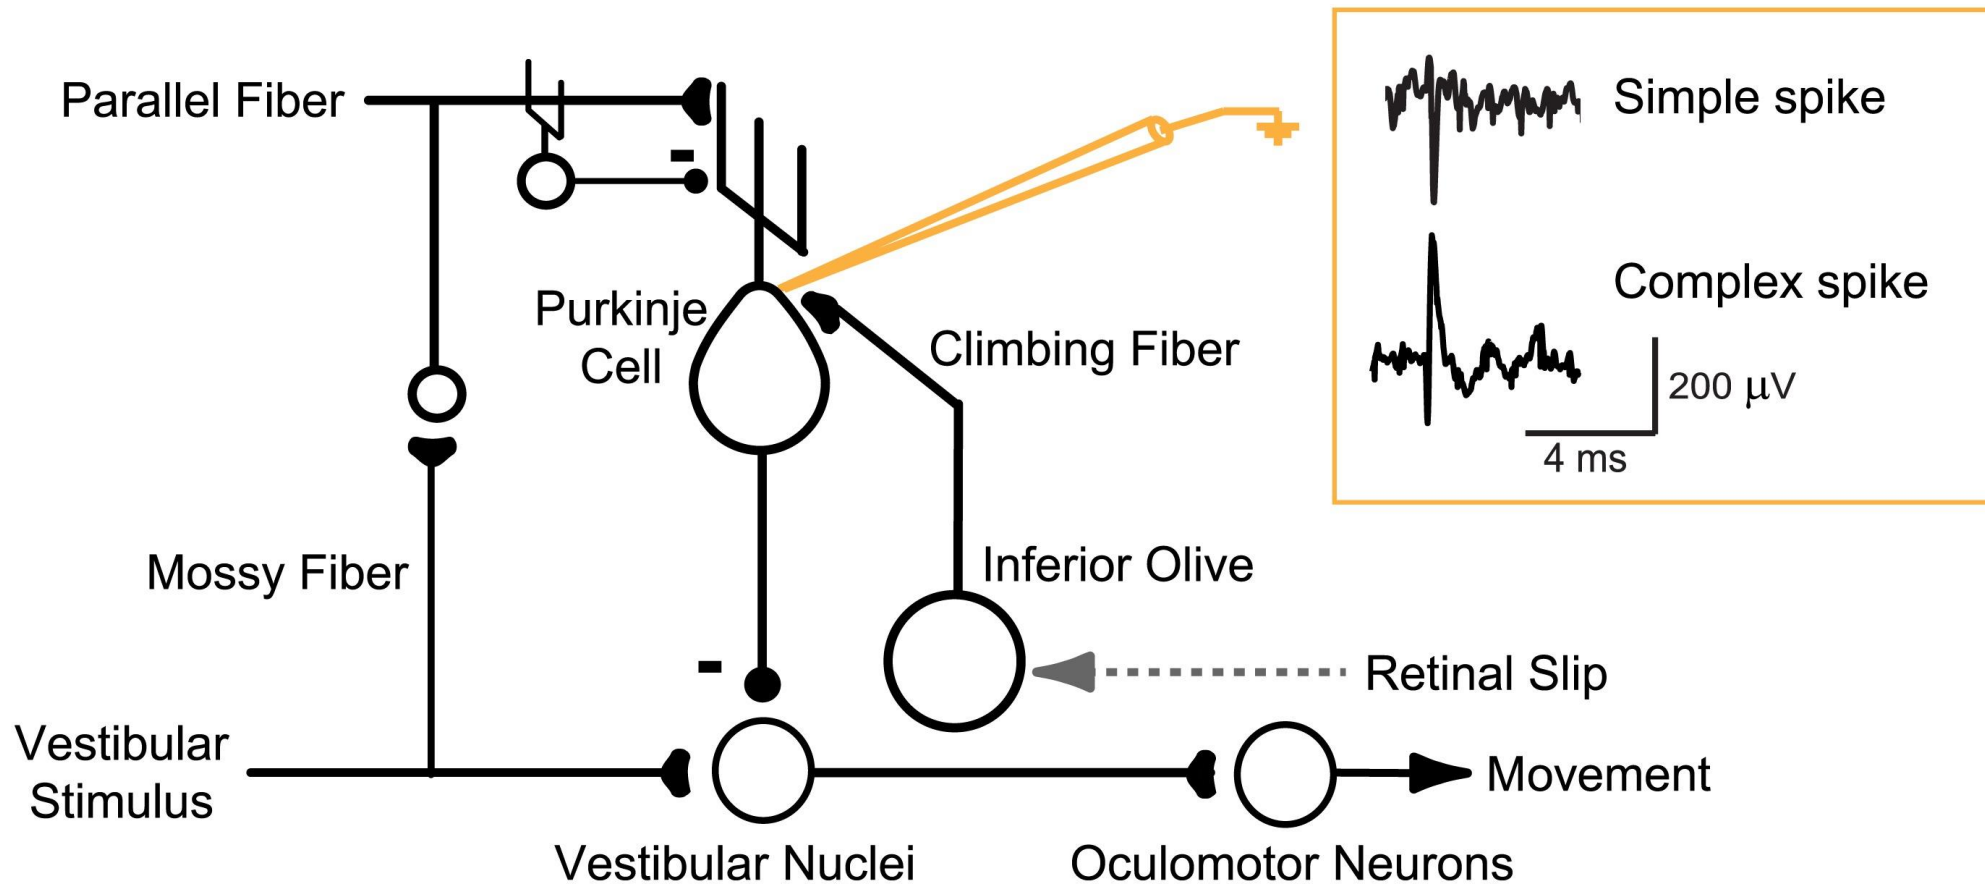 Parallel Fiber
-
Simple spike
Purkinje
Cell
Climbing Fiber
Complex spike
200 µV
4 ms
Mossy Fiber
Inferior Olive
-
Retinal Slip
Vestibular
Stimulus
Movement
Vestibular Nuclei
Oculomotor Neurons